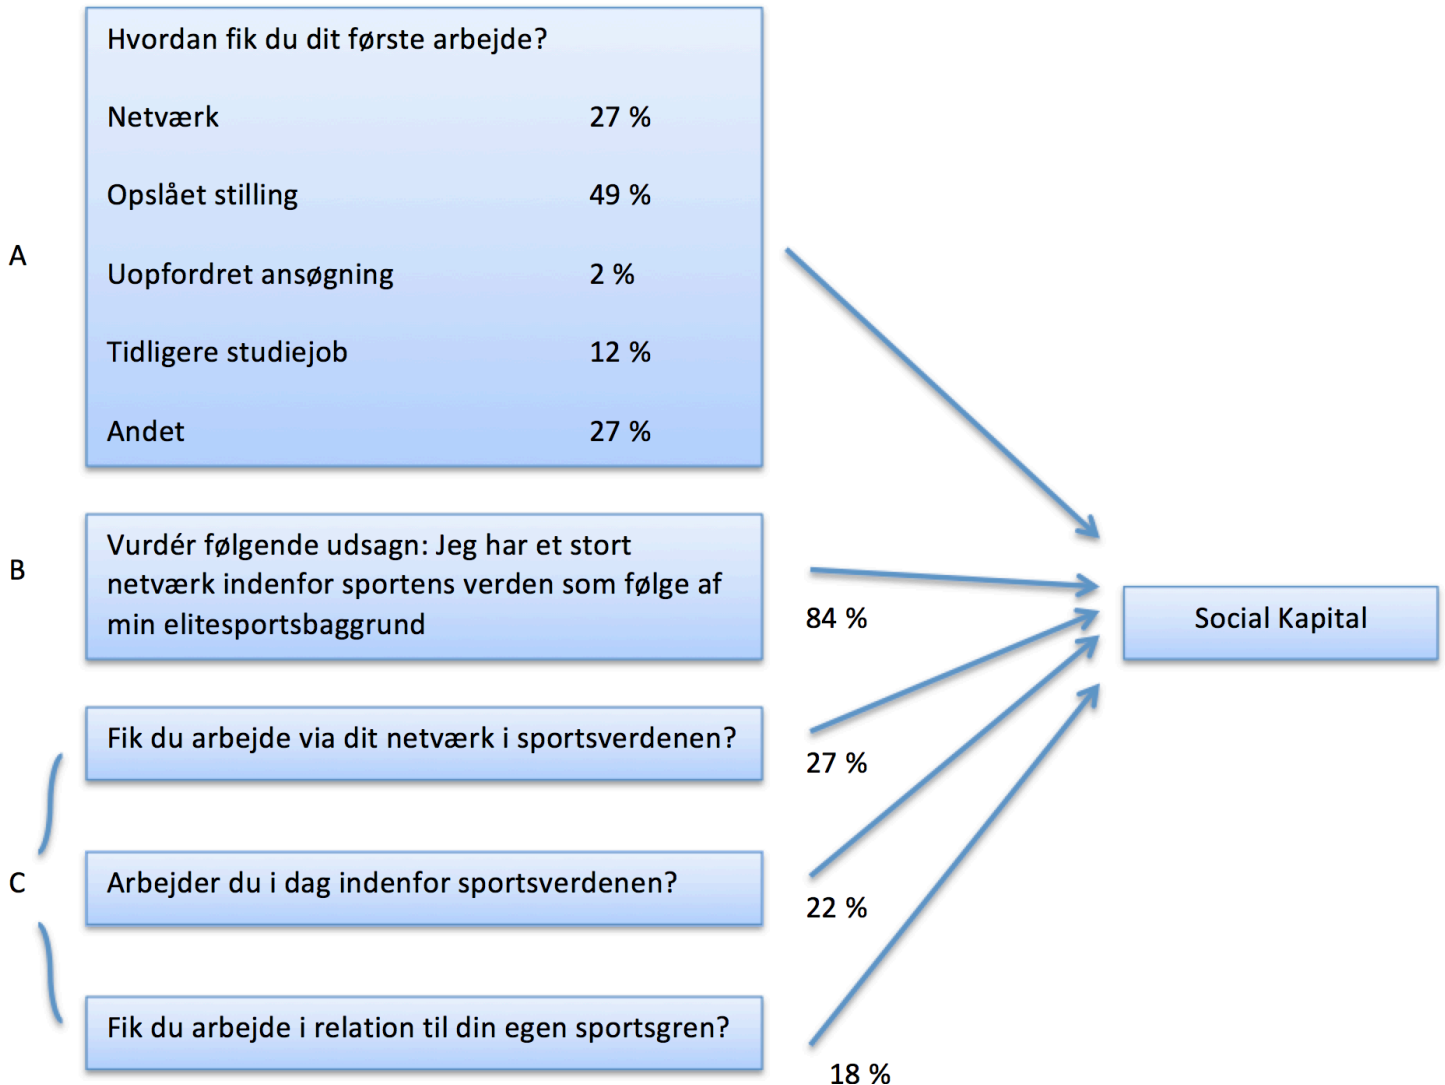 Hvordan fik du dit første arbejde?
Netværk 27 %
Opslået stilling 49 %
A
Uopfordret ansøgning 2 %
Tidligere studiejob 12 %
Andet 27 %
B
Vurdér følgende udsagn: Jeg har et stort
netværk indenfor sportens verden som følge af
min elitesportsbaggrund
84 %
Social Kapital
Fik du arbejde via dit netværk i sportsverdenen?
27 %
C
Arbejder du i dag indenfor sportsverdenen?
22 %
Fik du arbejde i relation til din egen sportsgren?
18 %